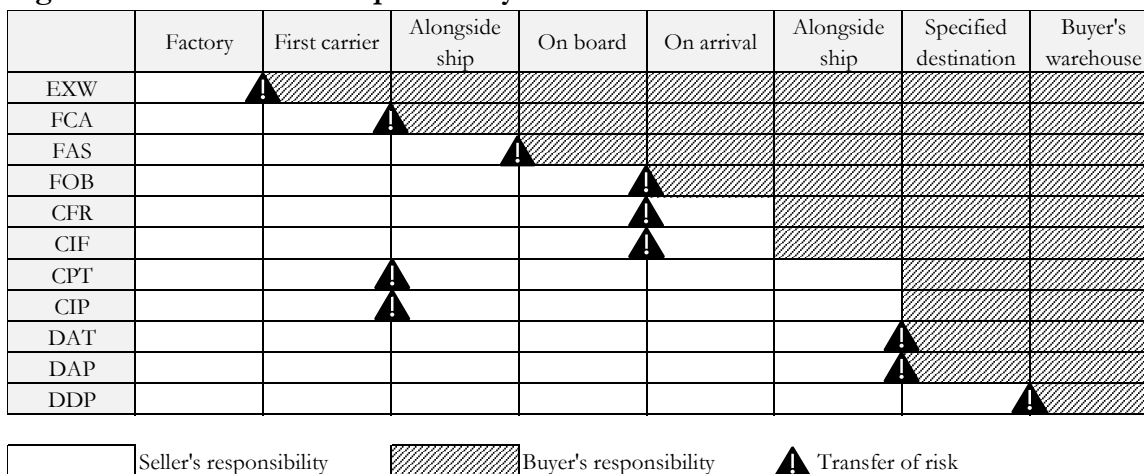 Factory First carrier Alongside ship On board On arrival Alongside ship Specified destination Buyer's warehouse
EXW
FCA
FAS
FOB
CFR
CIF
CPT
CIP
DAT
DAP
DDP
Seller's responsibility Buyer's responsibility Transfer of risk